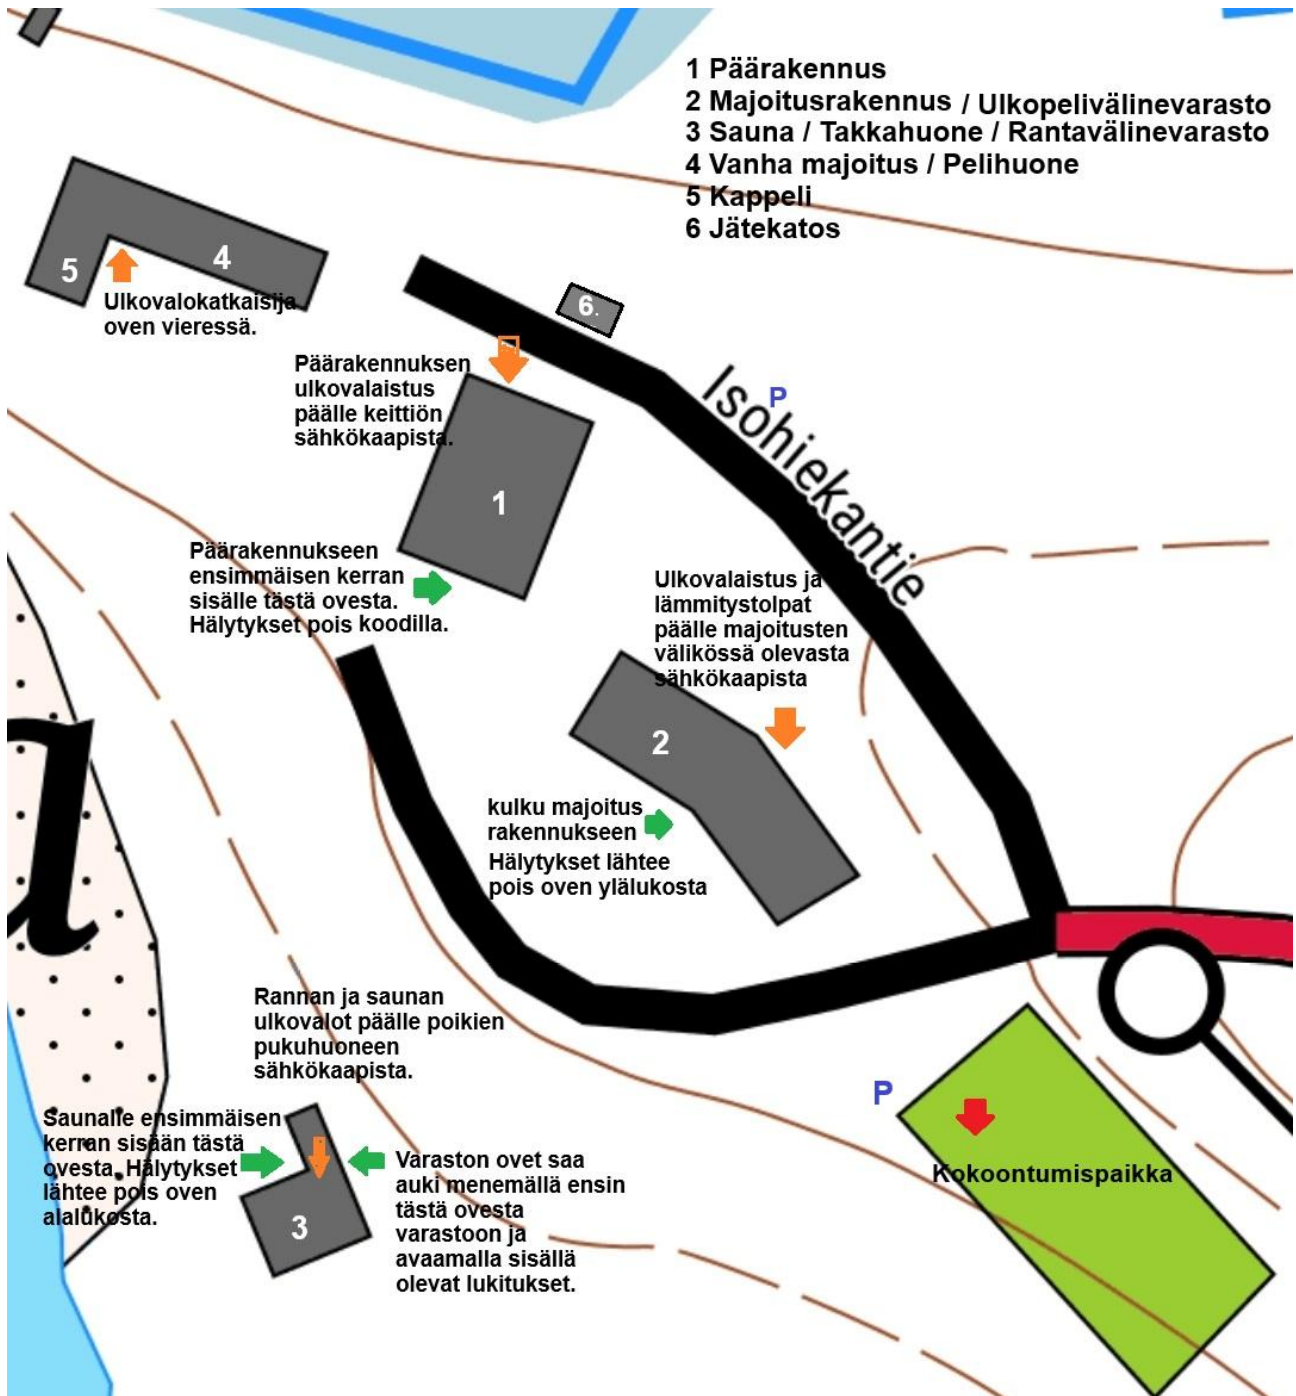 1 Päärakennus
2 Majoitusrakennus / Ulkopelivälinevarasto
3 Sauna / Takkahuone / Rantavälinevarasto
4 Vanha majoitus / Pelihuone
5 Kappeli
6 Jätekatos
4
5
Ulkovalokatkaisija
oven vieressä.
6.
Päärakennuksen
ulkovalaistus
päälle keittiön
sähkökaapista.
P
Isohiekantie
1
Päärakennukseen
ensimmäisen kerran
sisälle tästä ovesta.
Hälytykset pois koodilla.
Ulkovalaistus ja
lämmitystolpat
päälle majoitusten
välikössä olevasta
sähkökaapista
2
kulku majoitus
rakennukseen
Hälytykset lähtee
pois oven ylälukosta
Rannan ja saunan
ulkovalot päälle poikien
pukuhuoneen
sähkökaapista.
P
Saunalle ensimmäisen
kerran sisään tästä
ovesta. Hälytykset
lähtee pois oven
alalukosta.
3
Varaston ovet saa
auki menemällä ensin
tästä ovesta
varastoon ja
avaamalla sisällä
olevat lukitukset.
Kokoontumispaikka